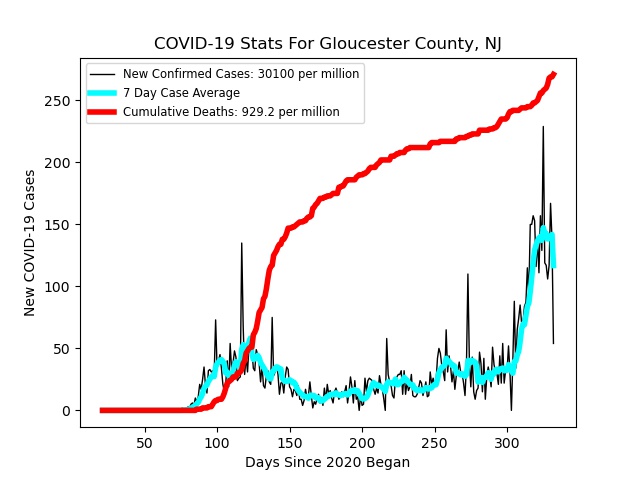 COVID-19 Stats For Gloucester County, NJ
New Confirmed Cases: 30100 per million
7 Day Case Average
Cumulative Deaths: 929.2 per million
New COVID-19 Cases
250
200
150
100
50
0
50 100 150 200 250 300
Days Since 2020 Began